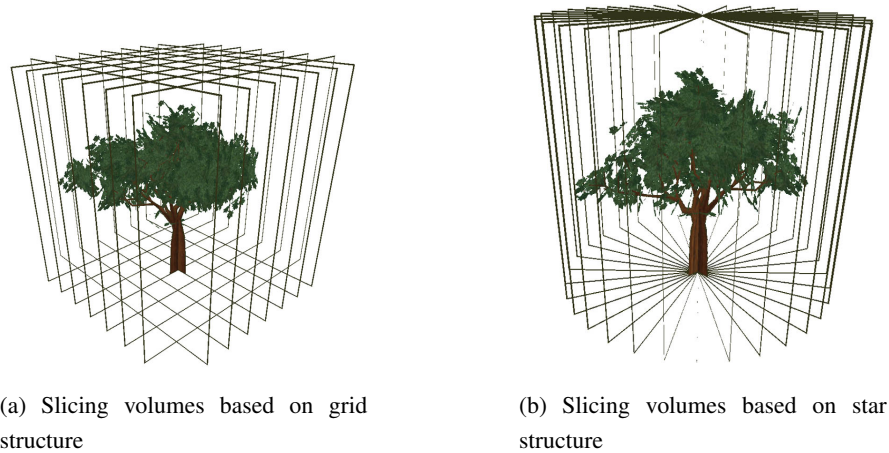 (a) Slicing volumes based on grid
structure
(b) Slicing volumes based on star
structure